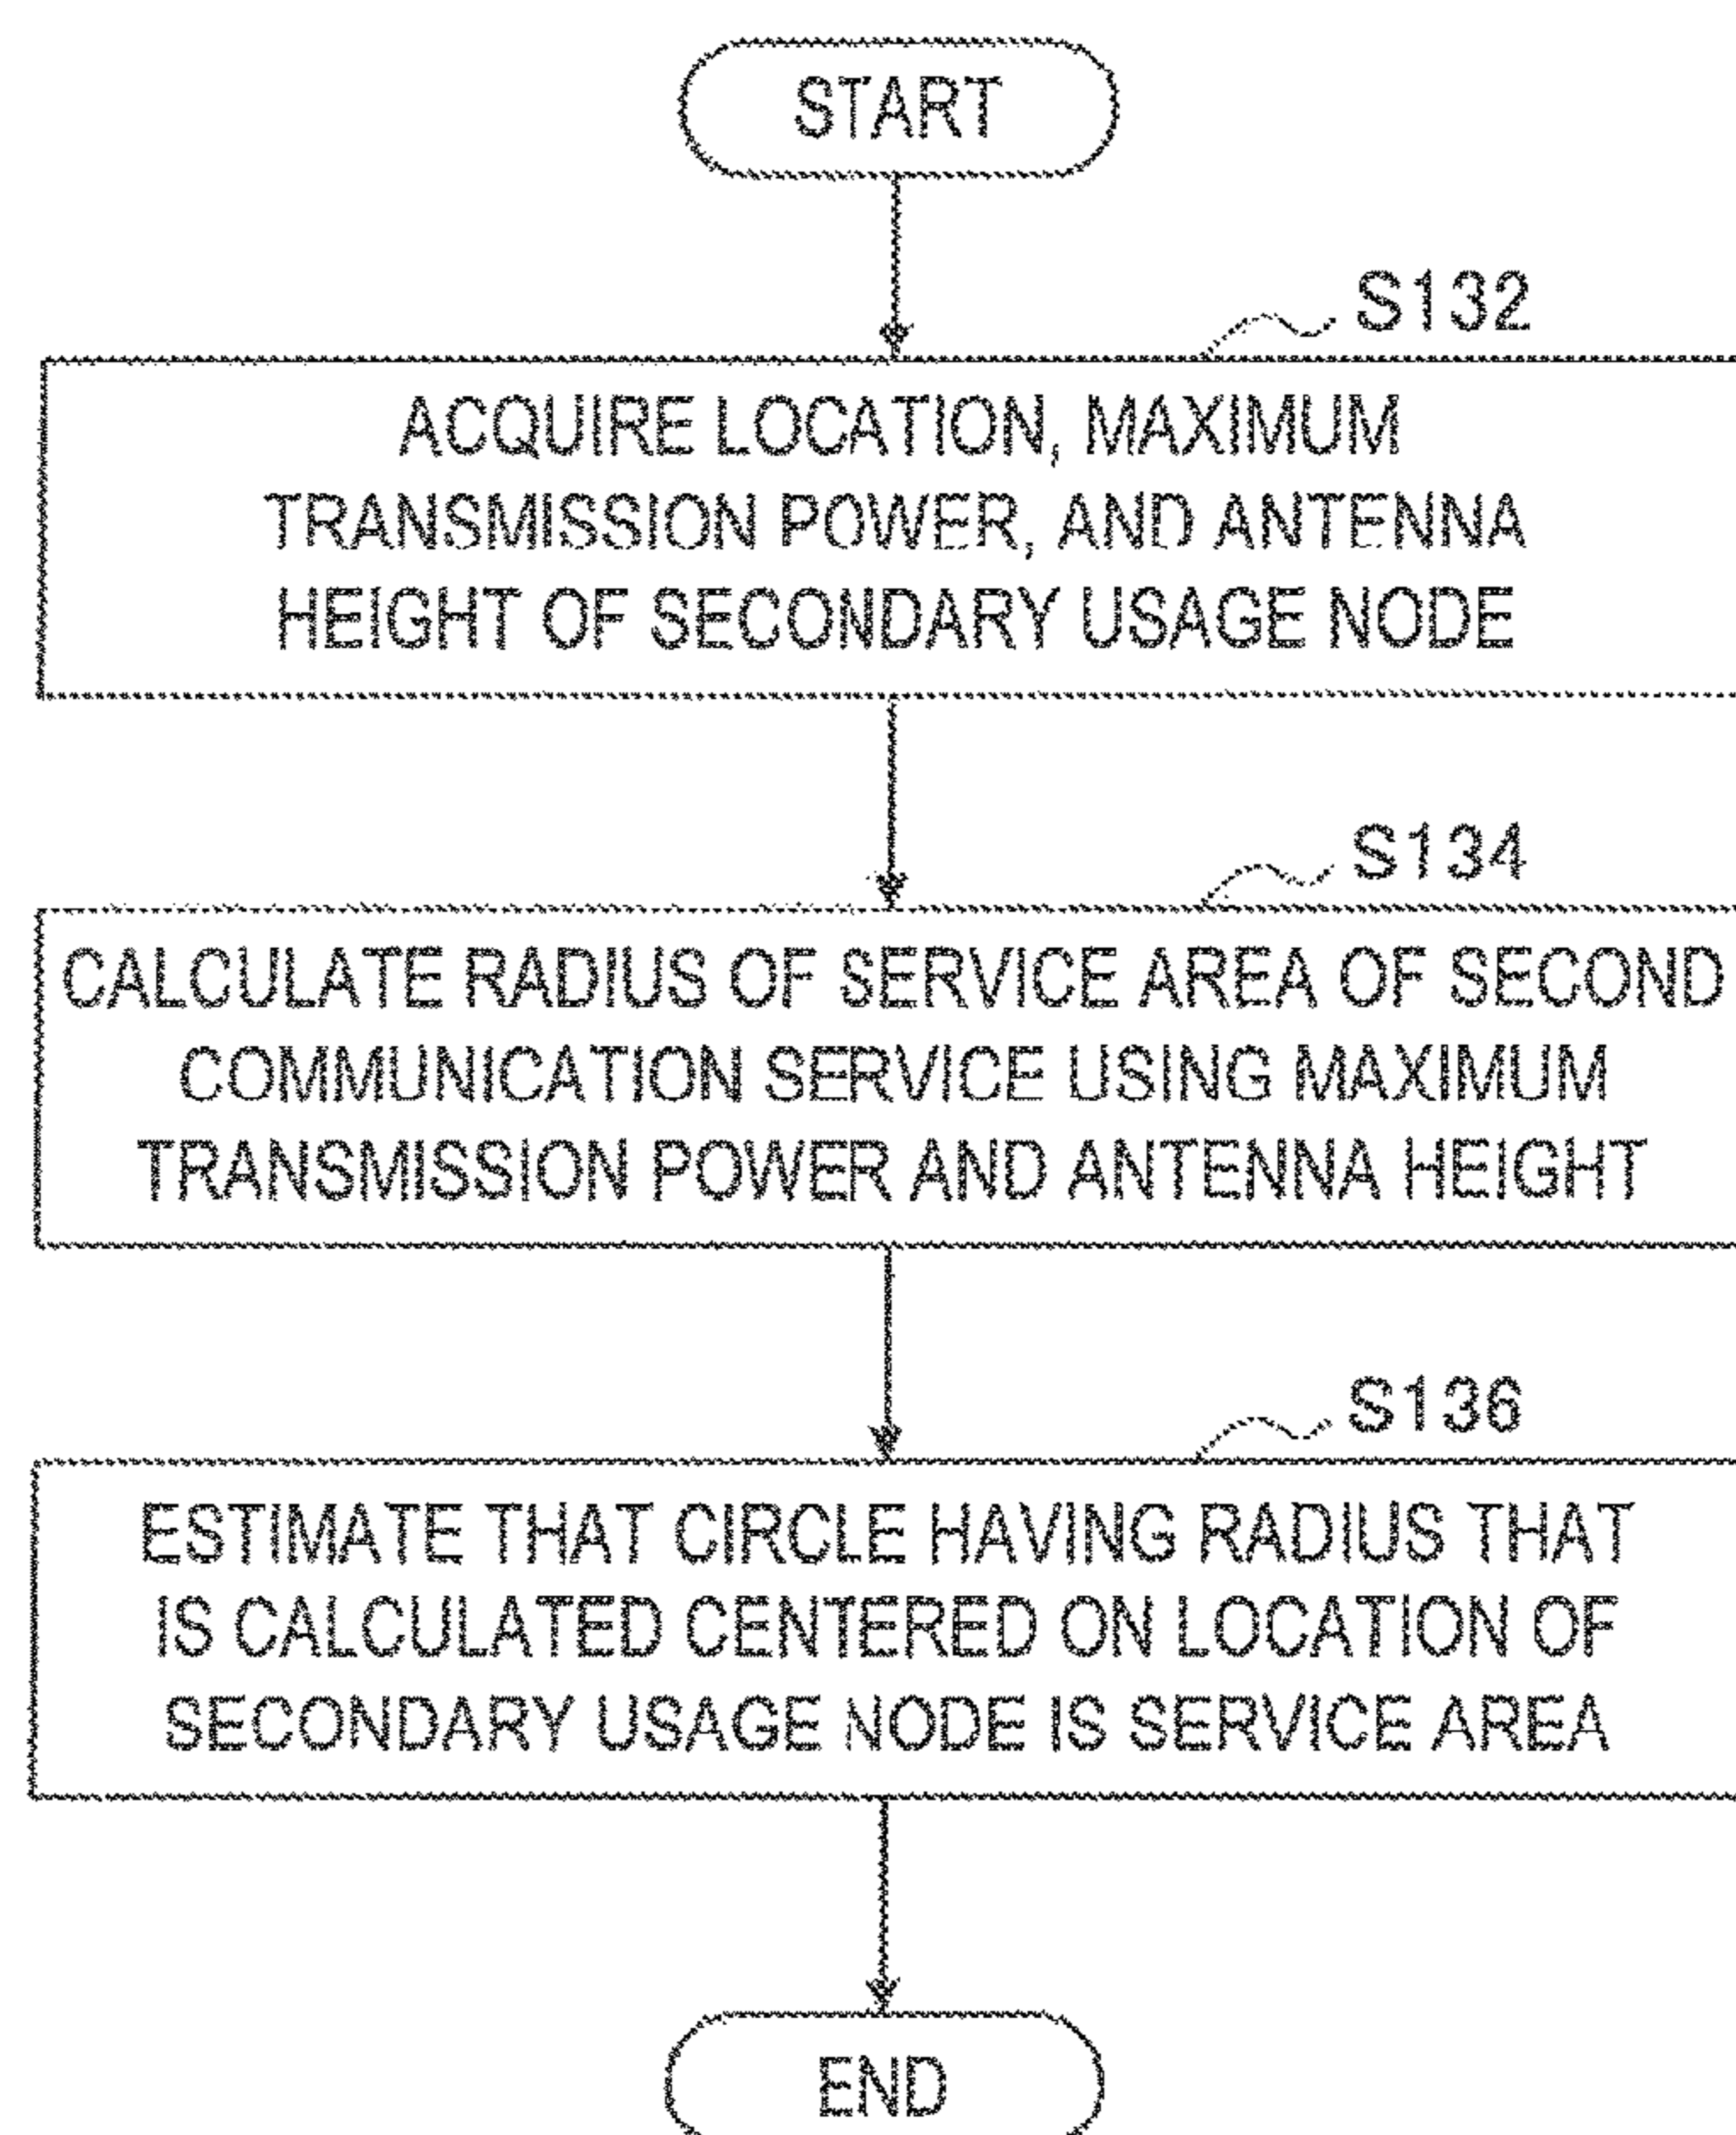 START
S132
ACQUIRE LOCATION, MAXIMUM
TRANSMISSION POWER, AND ANTENNA
HEIGHT OF SECONDARY USAGE NODE
S134
CALCULATE RADIUS OF SERVICE AREA OF SECOND
COMMUNICATION SERVICE USING MAXIMUM
TRANSMISSION POWER AND ANTENNA HEIGHT
S136
ESTIMATE THAT CIRCLE HAVING RADIUS THAT
IS CALCULATED CENTERED ON LOCATION OF
SECONDARY USAGE NODE IS SERVICE AREA
END